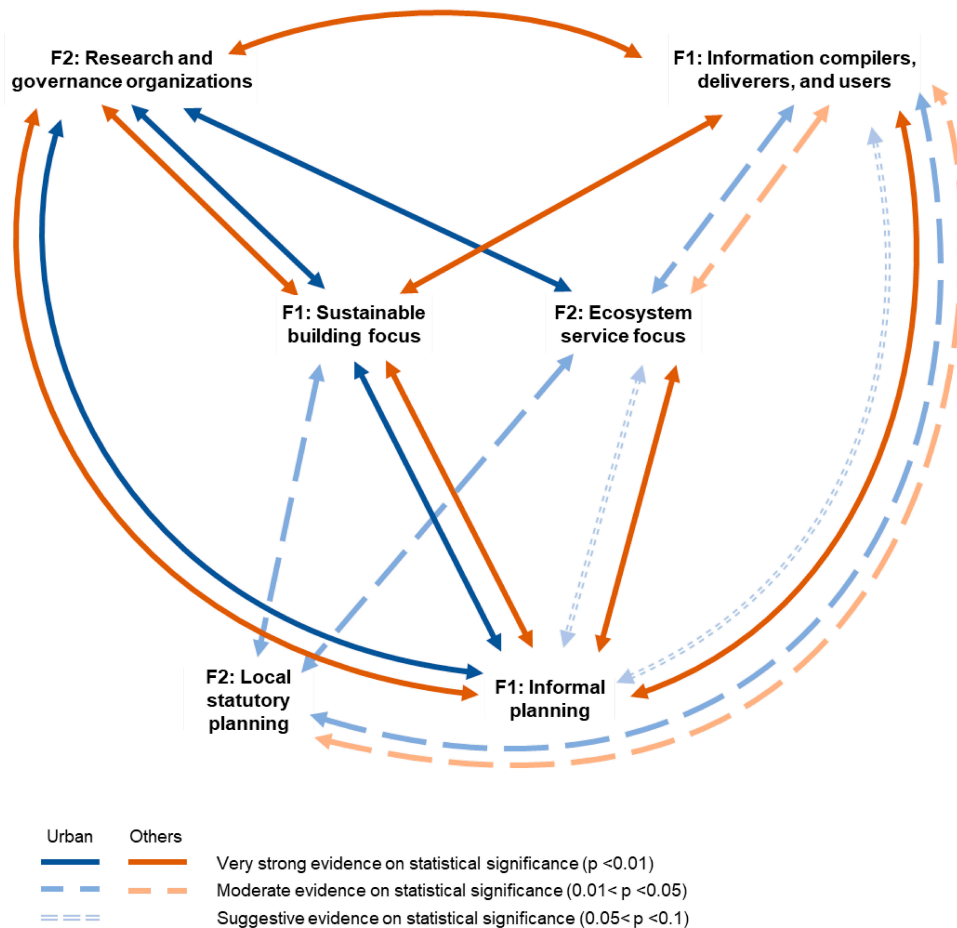 F2: Research and
governance organizations
F1: Information compilers,
deliverers, and users
F1: Sustainable
building focus
F2: Ecosystem
service focus
F2: Local
statutory
planning
F1: Informal
planning
Urban Others
Very strong evidence on statistical significance (p <0.01)
Moderate evidence on statistical significance (0.01< p <0.05)
Suggestive evidence on statistical significance (0.05< p <0.1)